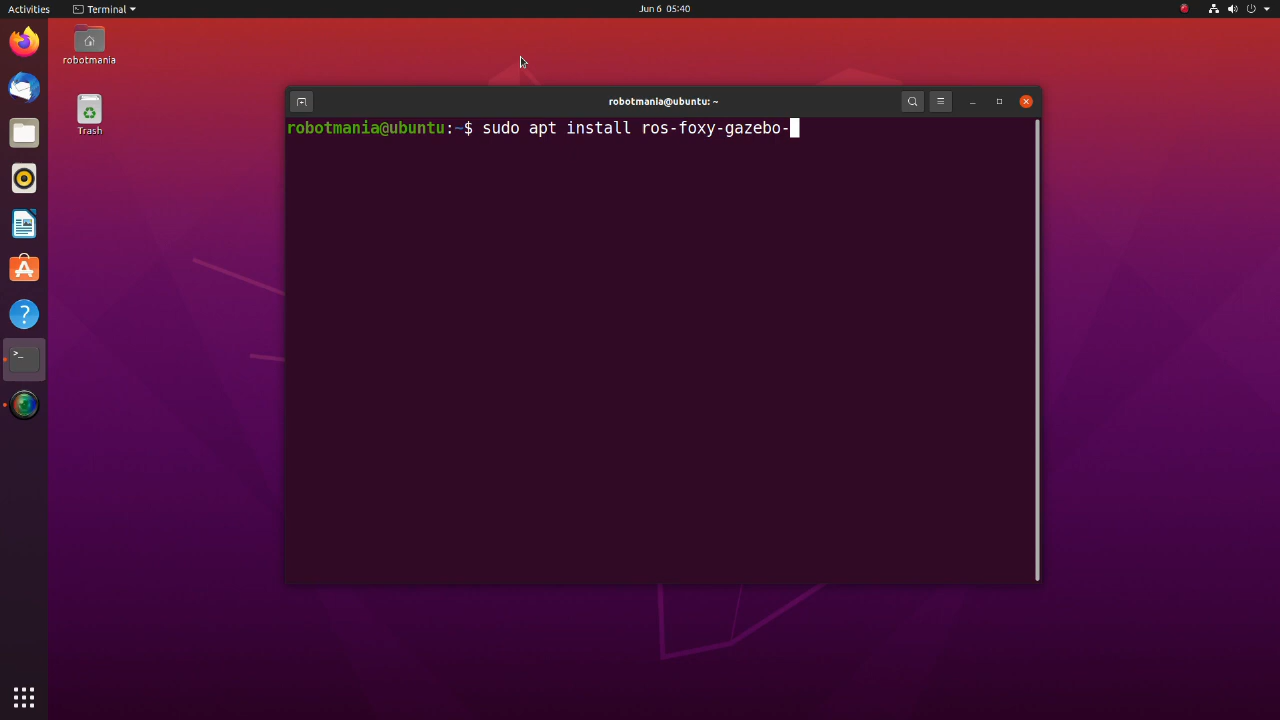 Activities
Terminal
Jun 6 05:40
robotmania
Trash
robotmania@ubuntu: ~
robotmania@ubuntu:~$ sudo apt install ros-foxy-gazebo-